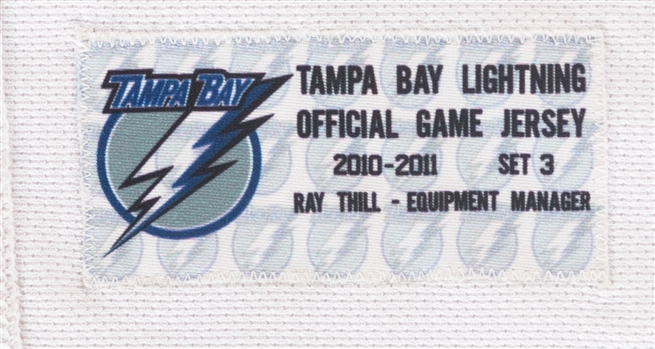 TAMPA BAY
TAMPA BAY LIGHTNING
OFFICIAL GAME JERSEY
2010-2011 SET 3
RAY THILL - EQUIPMENT MANAGER